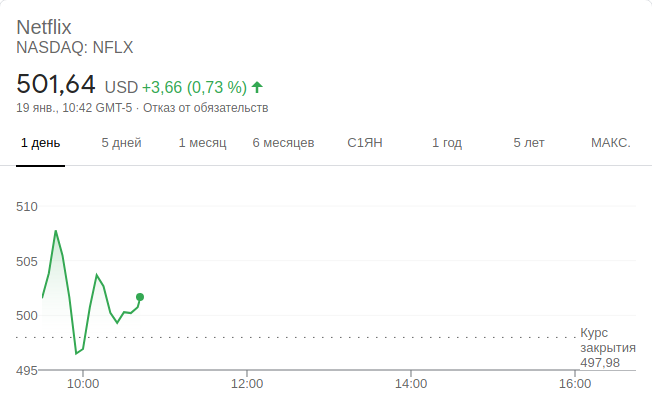 Netflix
NASDAQ: NFLX
501,64 USD +3,66 (0,73 %)
19 янв., 10:42 GMT-5 · Отказ от обязательств
1 день 5 дней 1 месяц 6 месяцев С1ЯН 1 год 5 лет МАКС.
510
505
500
Курс
закрытия
497,98
495
10:00 12:00 14:00 16:00